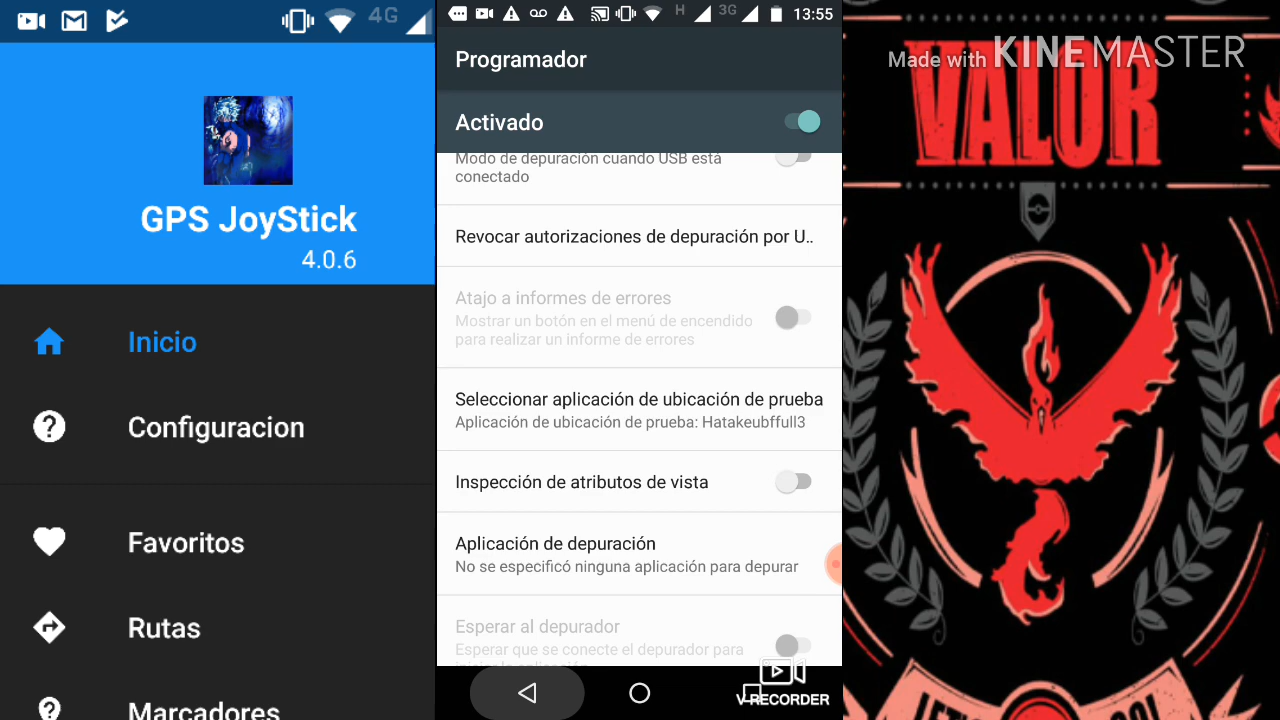 4G
GPS JoyStick
4.0.6
Inicio
Configuracion
Favoritos
Rutas
Marcadores
H
3G
13:55
Programador
Activado
Modo de depuración cuando USB está
conectado
Revocar autorizaciones de depuración por U..
Atajo a informes de errores
Mostrar un botón en el menú de encendido
para realizar un informe de errores
Seleccionar aplicación de ubicación de prueba
Aplicación de ubicación de prueba: Hatakeubffull3
Inspección de atributos de vista
Aplicación de depuración
No se especificó ninguna aplicación para depurar
Esperar al depurador
Esperar que se conecte el depurador para
V RECORDER
Made with KINEMASTER
VALOR